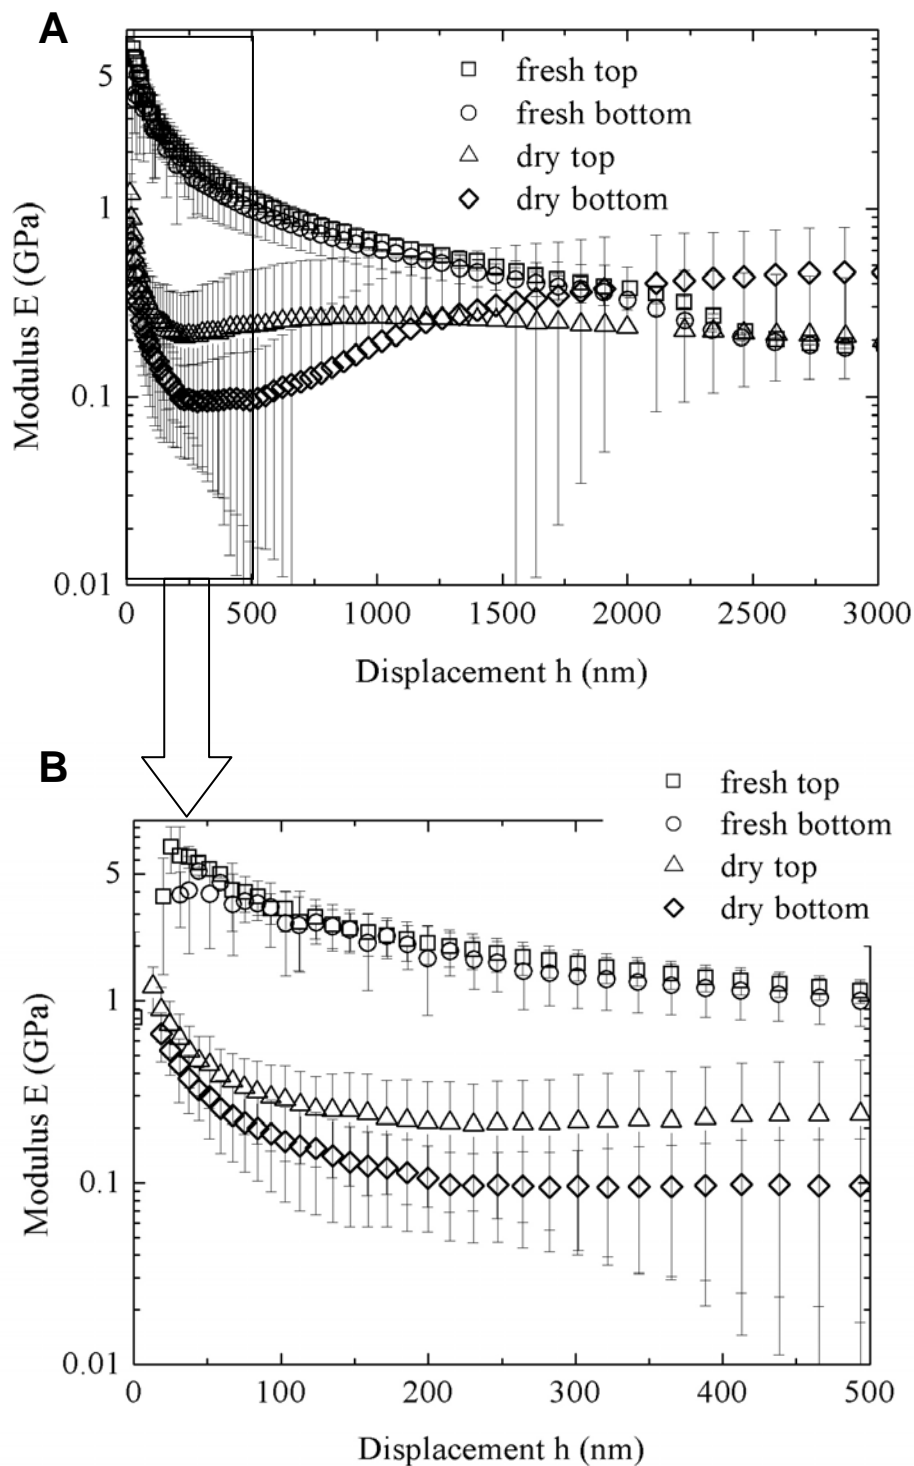 A
fresh top
fresh bottom
dry top
dry bottom
5
1
0.1
0.01
Modulus E (GPa)
0 500 1000 1500 2000 2500 3000
Displacement h (nm)
B
fresh top
fresh bottom
dry top
dry bottom
5
1
0.1
0.01
Modulus E (GPa)
0 100 200 300 400 500
Displacement h (nm)